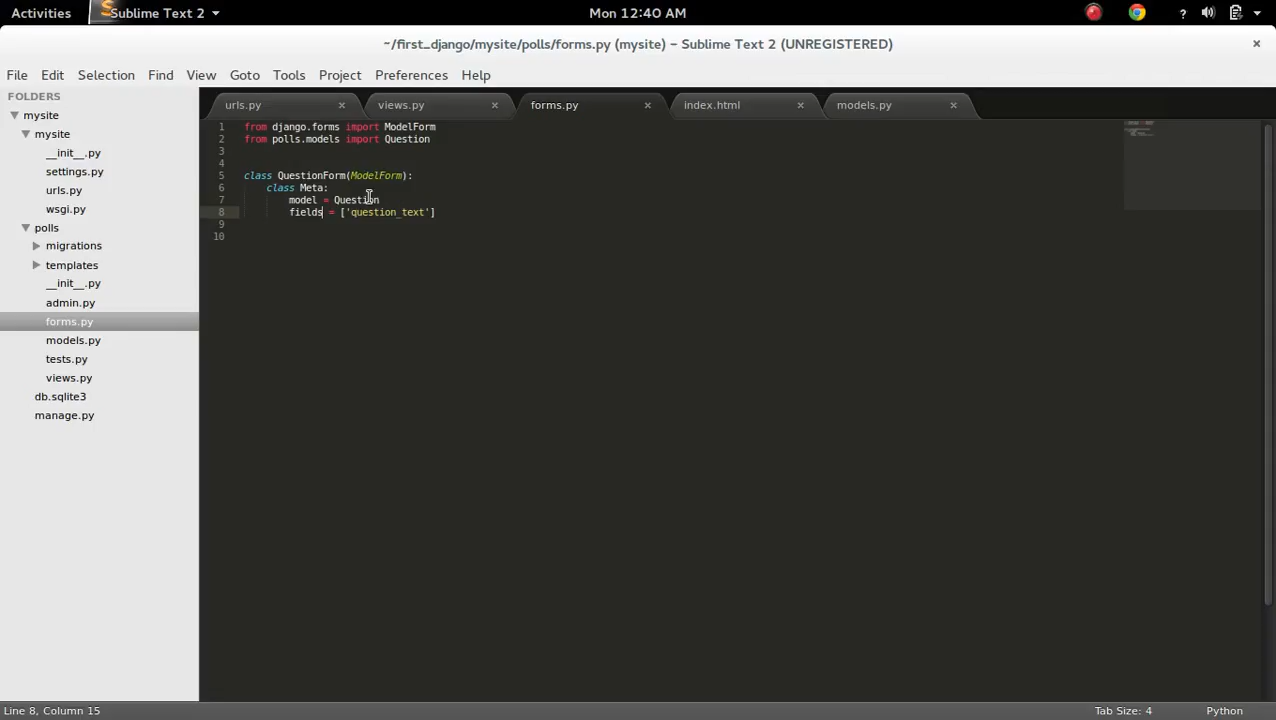 Activities
Sublime Text 2
Mon 12:40 AM
?
~/first_django/mysite/polls/forms.py (mysite) – Sublime Text 2 (UNREGISTERED)
×
File Edit Selection Find View Goto Tools Project Preferences Help
FOLDERS
mysite
mysite
__init__.py
settings.py
urls.py
wsgi.py
polls
migrations
templates
__init__.py
admin.py
forms.py
models.py
tests.py
views.py
db.sqlite3
manage.py
urls.py × views.py × forms.py × index.html × models.py ×
1 from django.forms import ModelForm
2 from polls.models import Question
3
4
5 class QuestionForm(ModelForm):
6 class Meta:
7 model = Question
8 fields = ['question_text']
9
10
Line 8, Column 15
Tab Size: 4
Python